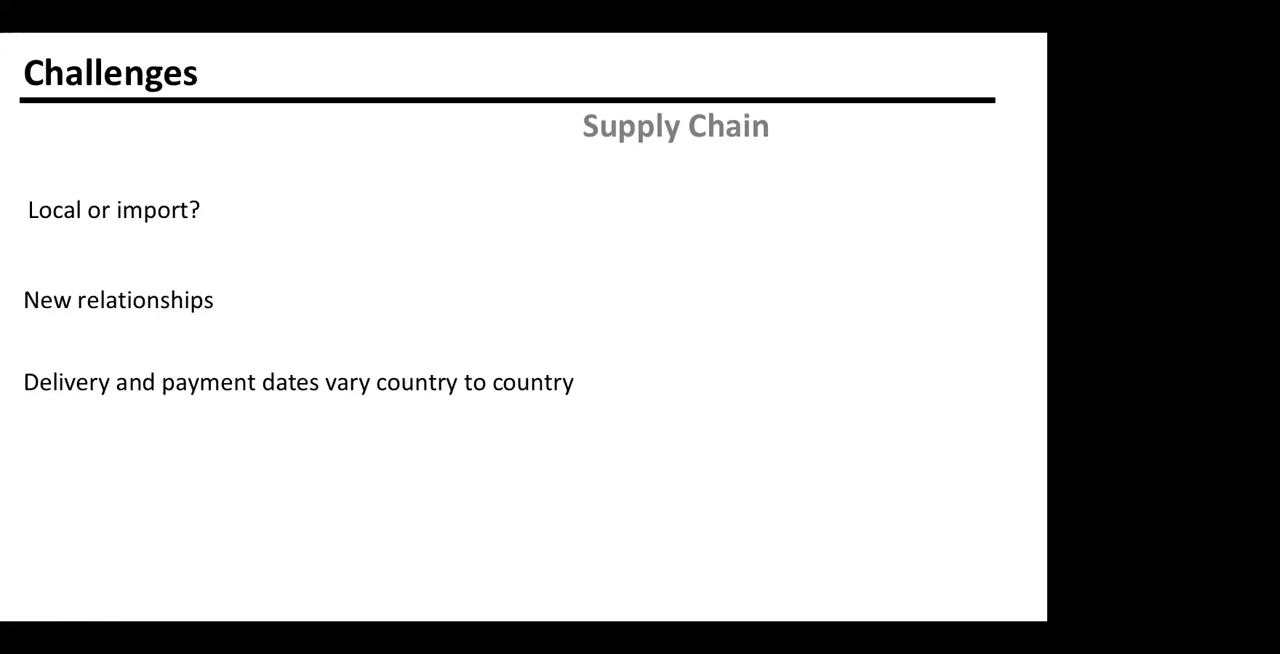 Challenges
Supply Chain
Local or import?
New relationships
Delivery and payment dates vary country to country